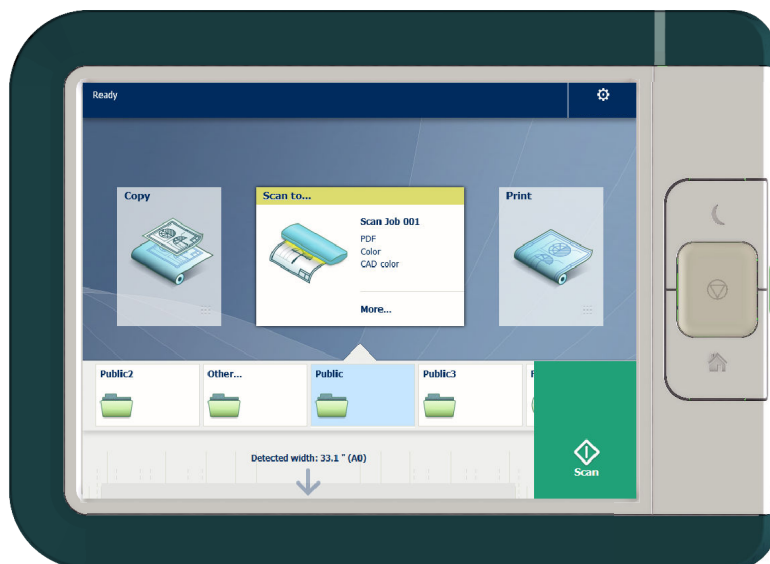 Ready
Copy
Scan to...
Print
Scan Job 001
PDF
Color
CAD color
More...
Public2
Other...
Public
Public3
Detected width: 33.1 " (A0)
Scan